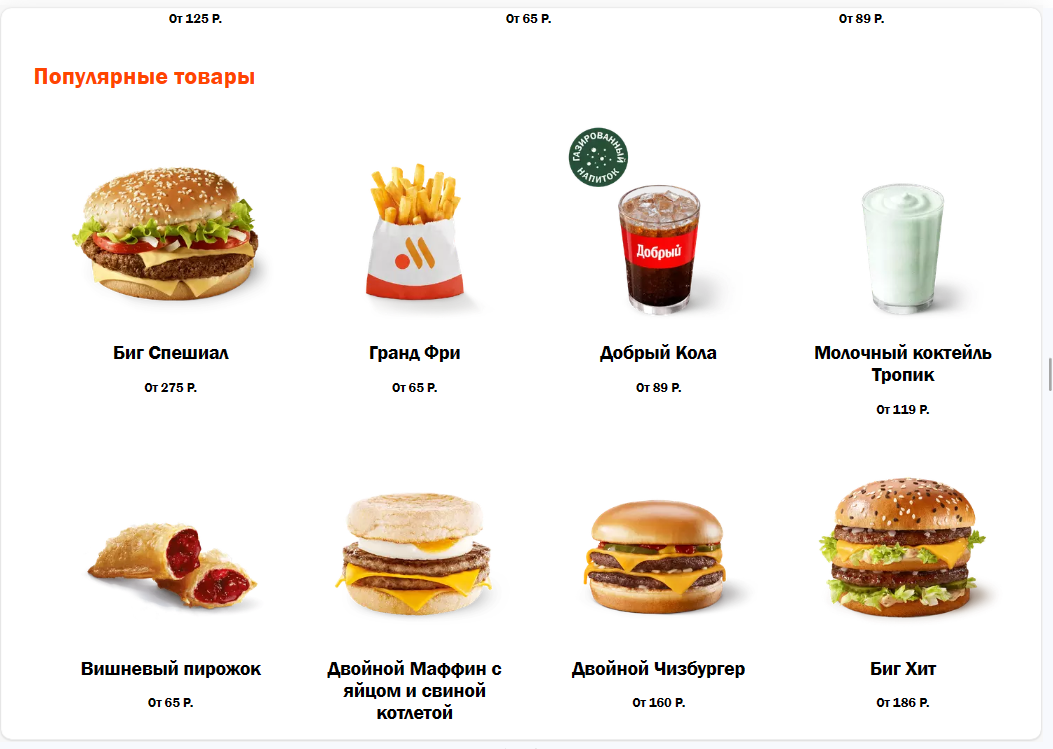 От 125 Р.
От 65 Р.
От 89 Р.
Популярные товары
ГАЗИРОВАННЫЙ
НАПИТОК
Добрый
Биг Спешиал
Гранд Фри
Добрый Кола
Молочный коктейль
Тропик
От 275 Р.
От 65 Р.
От 89 Р.
От 119 Р.
Вишневый пирожок
Двойной Маффин с
яйцом и свиной
котлетой
Двойной Чизбургер
Биг Хит
От 65 Р.
От 160 Р.
От 186 Р.